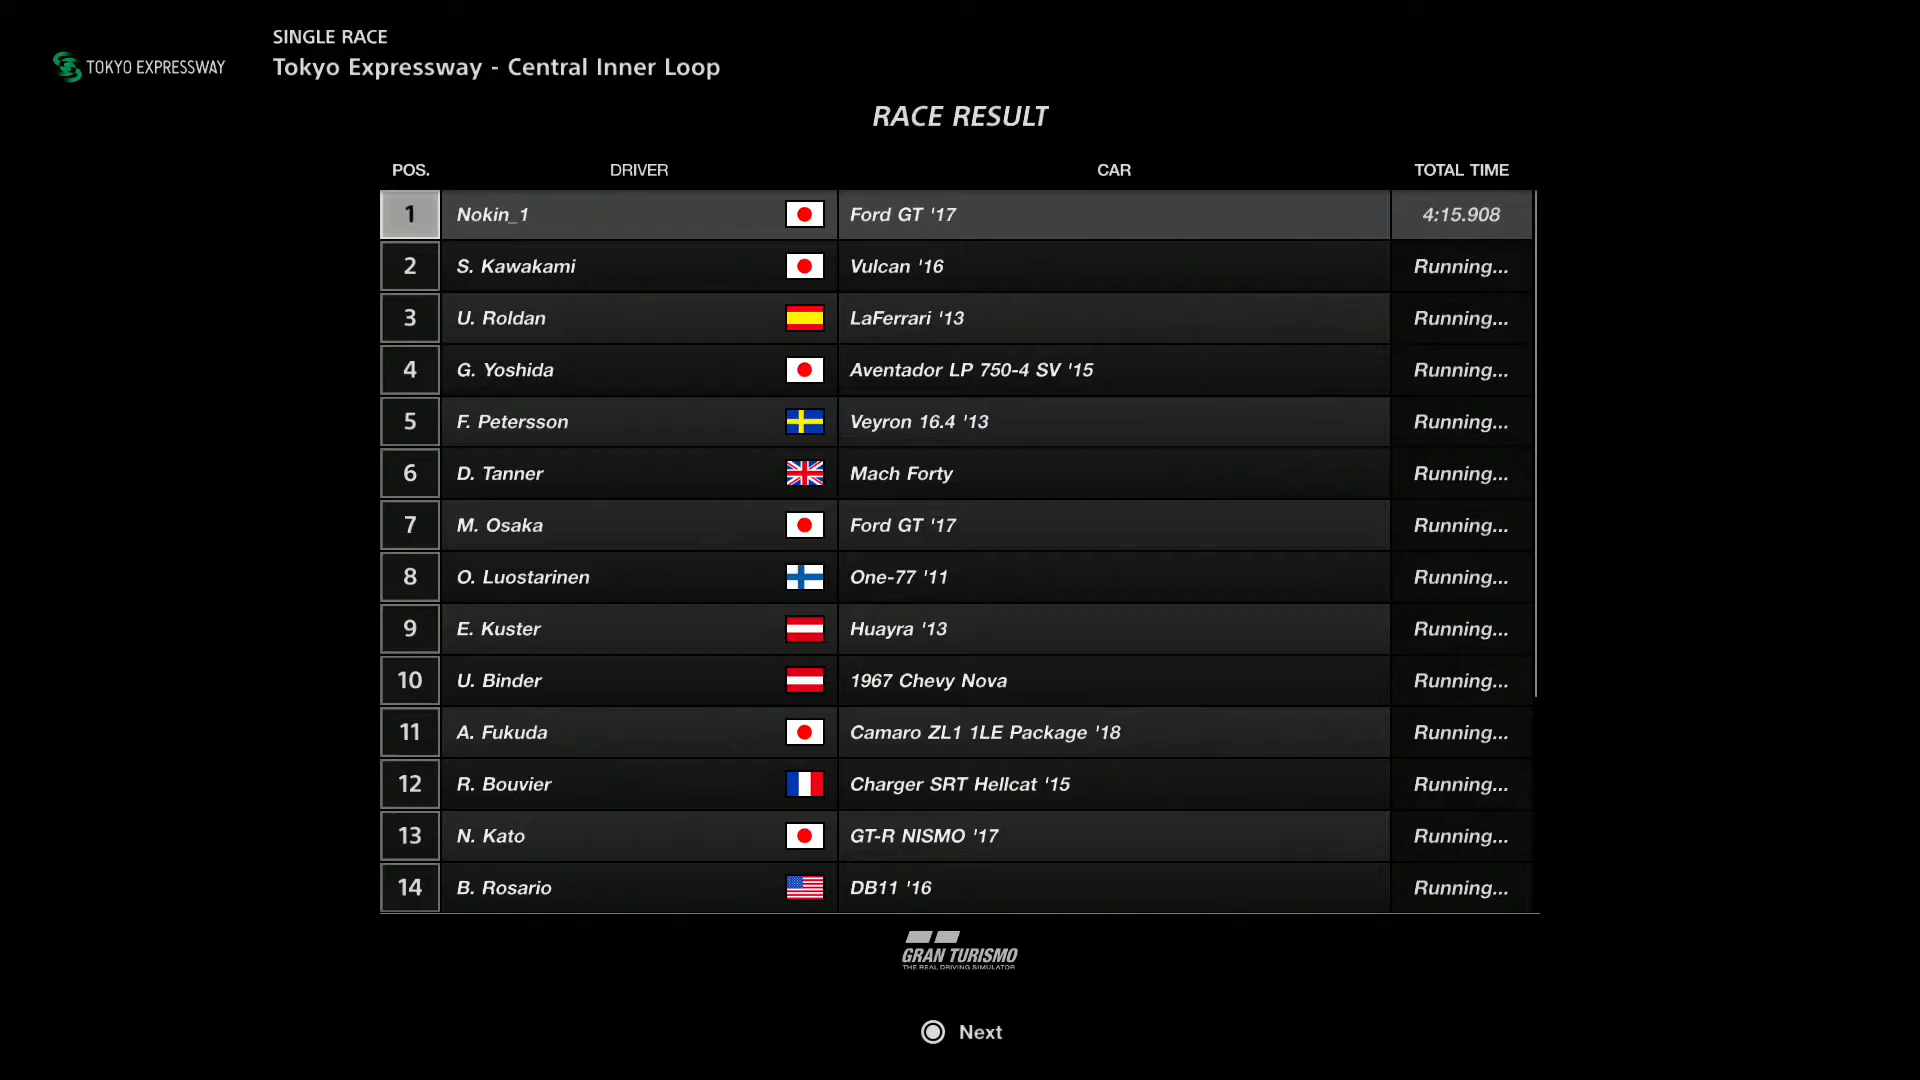 TOKYO EXPRESSWAY
SINGLE RACE
Tokyo Expressway - Central Inner Loop
RACE RESULT
POS. DRIVER CAR TOTAL TIME
1 Nokin_1 Ford GT '17 4:15.908
2 S. Kawakami Vulcan '16 Running...
3 U. Roldan LaFerrari '13 Running...
4 G. Yoshida Aventador LP 750-4 SV '15 Running...
5 F. Petersson Veyron 16.4 '13 Running...
6 D. Tanner Mach Forty Running...
7 M. Osaka Ford GT '17 Running...
8 O. Luostarinen One-77 '11 Running...
9 E. Kuster Huayra '13 Running...
10 U. Binder 1967 Chevy Nova Running...
11 A. Fukuda Camaro ZL1 1LE Package '18 Running...
12 R. Bouvier Charger SRT Hellcat '15 Running...
13 N. Kato GT-R NISMO '17 Running...
14 B. Rosario DB11 '16 Running...
GRAN TURISMO
THE REAL DRIVING SIMULATOR
Next